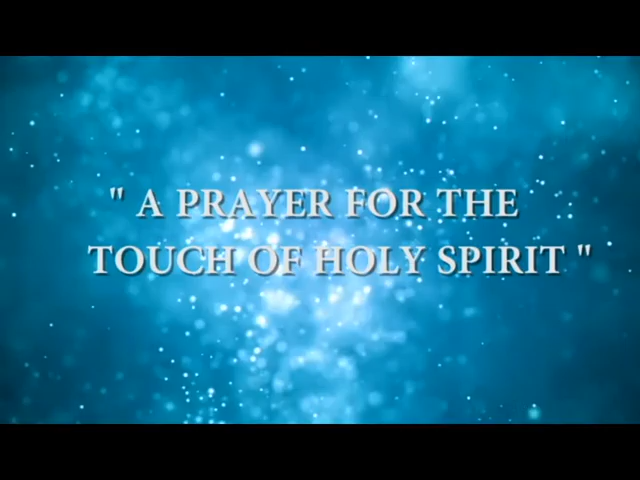 " A PRAYER FOR THE
TOUCH OF HOLY SPIRIT "